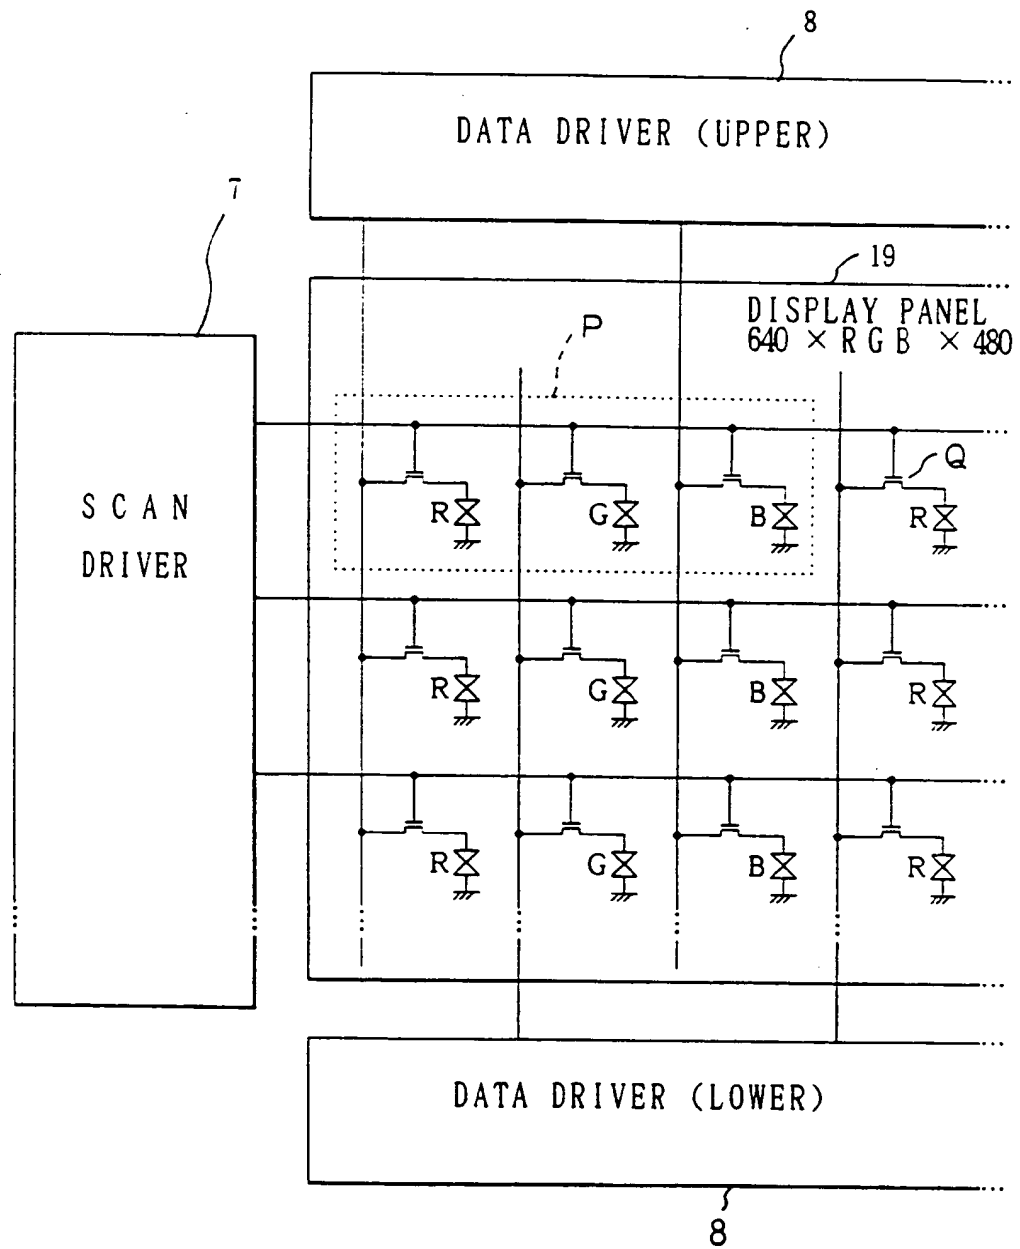 8
DATA DRIVER (UPPER)
7
19
DISPLAY PANEL
640 × RGB × 480
P
Q
SCAN
DRIVER
R G B R
R G B R
R G B R
DATA DRIVER (LOWER)
8